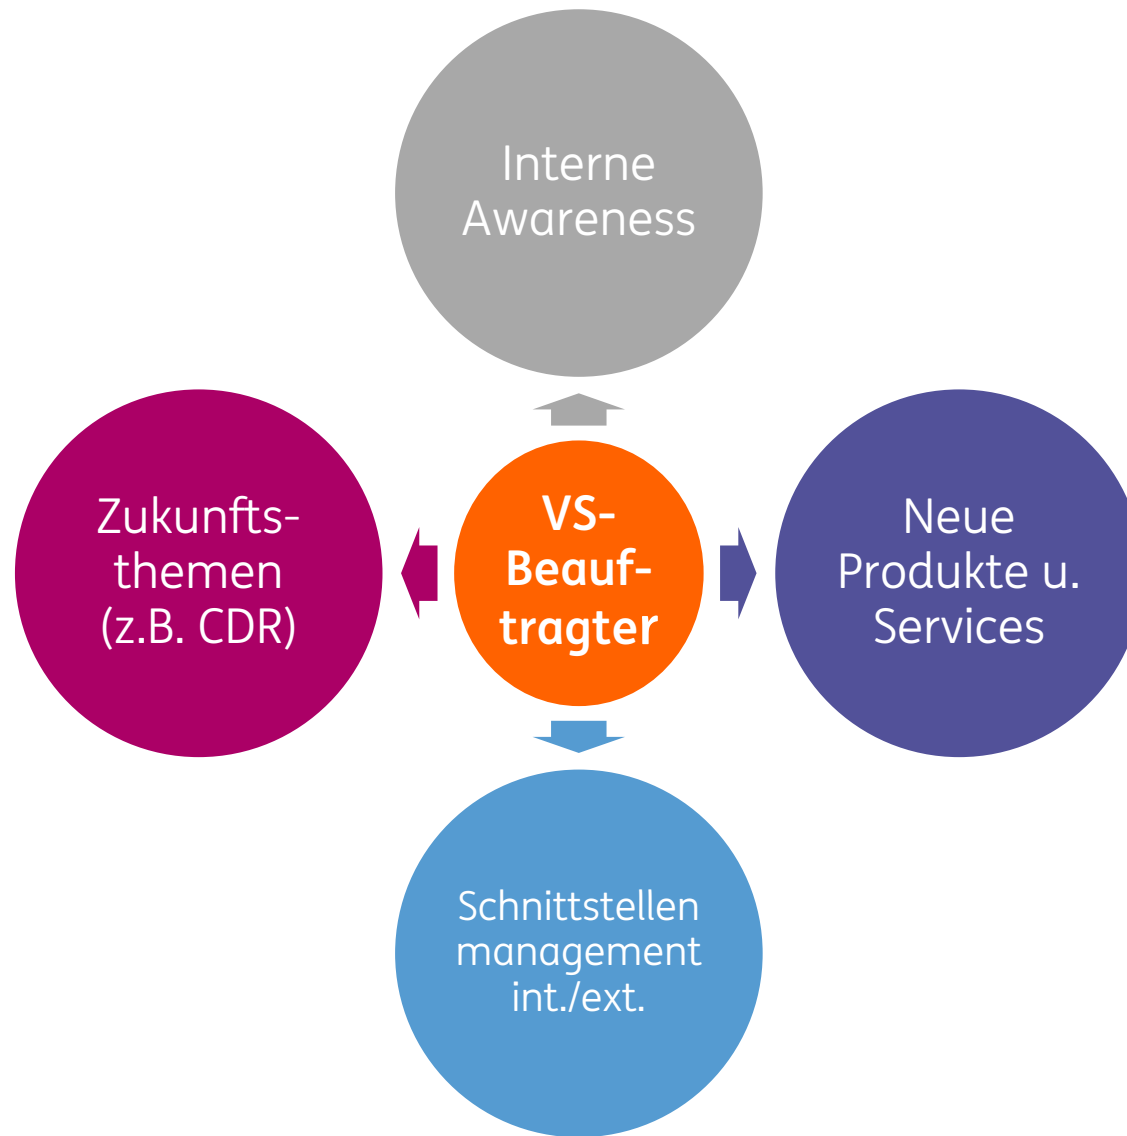 Interne
Awareness
Zukunfts-
themen
(z.B. CDR)
VS-
Beauf-
tragter
Neue
Produkte u.
Services
Schnittstellen
management
int./ext.